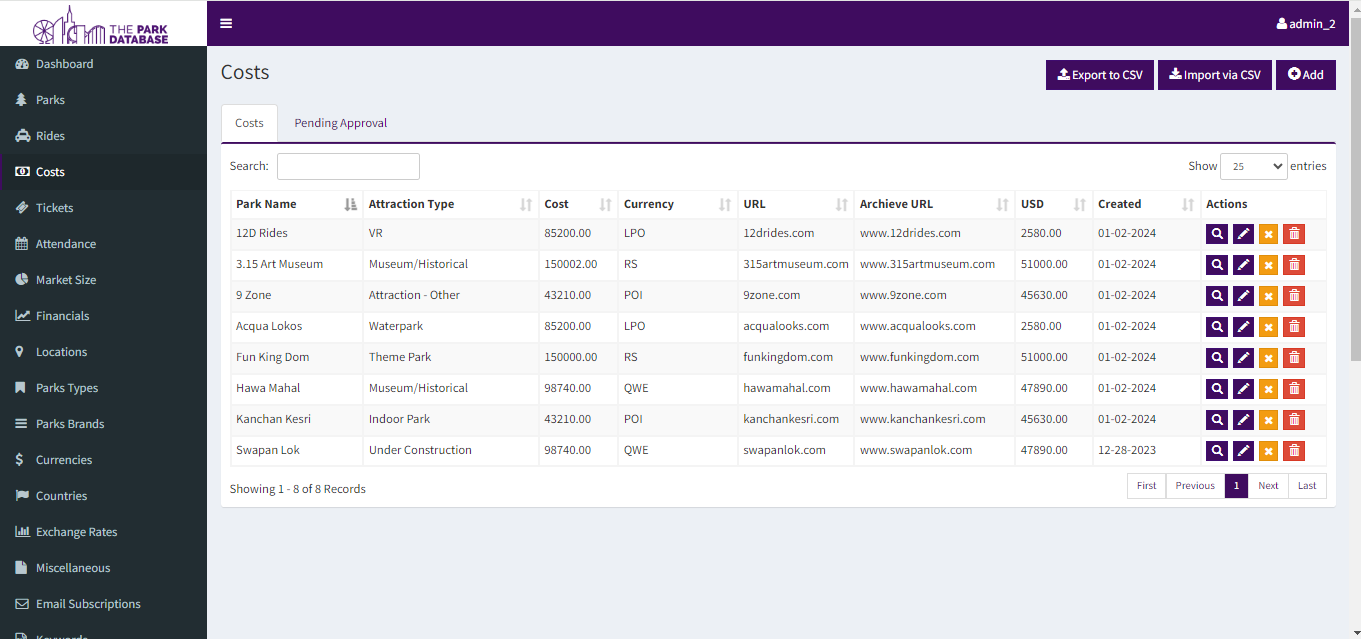 THE PARK
DATABASE
admin_2
Dashboard
Parks
Rides
Costs
Tickets
Attendance
Market Size
Financials
Locations
Parks Types
Parks Brands
Currencies
Countries
Exchange Rates
Miscellaneous
Email Subscriptions
Keywords
Costs
Export to CSV Import via CSV Add
Costs Pending Approval
Search: Show 25 entries
Park Name Attraction Type Cost Currency URL Archieve URL USD Created Actions
12D Rides VR 85200.00 LPO 12drides.com www.12drides.com 2580.00 01-02-2024
3.15 Art Museum Museum/Historical 150002.00 RS 315artmuseum.com www.315artmuseum.com 51000.00 01-02-2024
9 Zone Attraction - Other 43210.00 POI 9zone.com www.9zone.com 45630.00 01-02-2024
Acqua Lokos Waterpark 85200.00 LPO acqualooks.com www.acqualooks.com 2580.00 01-02-2024
Fun King Dom Theme Park 150000.00 RS funkingdom.com www.funkingdom.com 51000.00 01-02-2024
Hawa Mahal Museum/Historical 98740.00 QWE hawamahal.com www.hawamahal.com 47890.00 01-02-2024
Kanchan Kesri Indoor Park 43210.00 POI kanchankesri.com www.kanchankesri.com 45630.00 01-02-2024
Swapan Lok Under Construction 98740.00 QWE swapanlok.com www.swapanlok.com 47890.00 12-28-2023
Showing 1 - 8 of 8 Records First Previous 1 Next Last